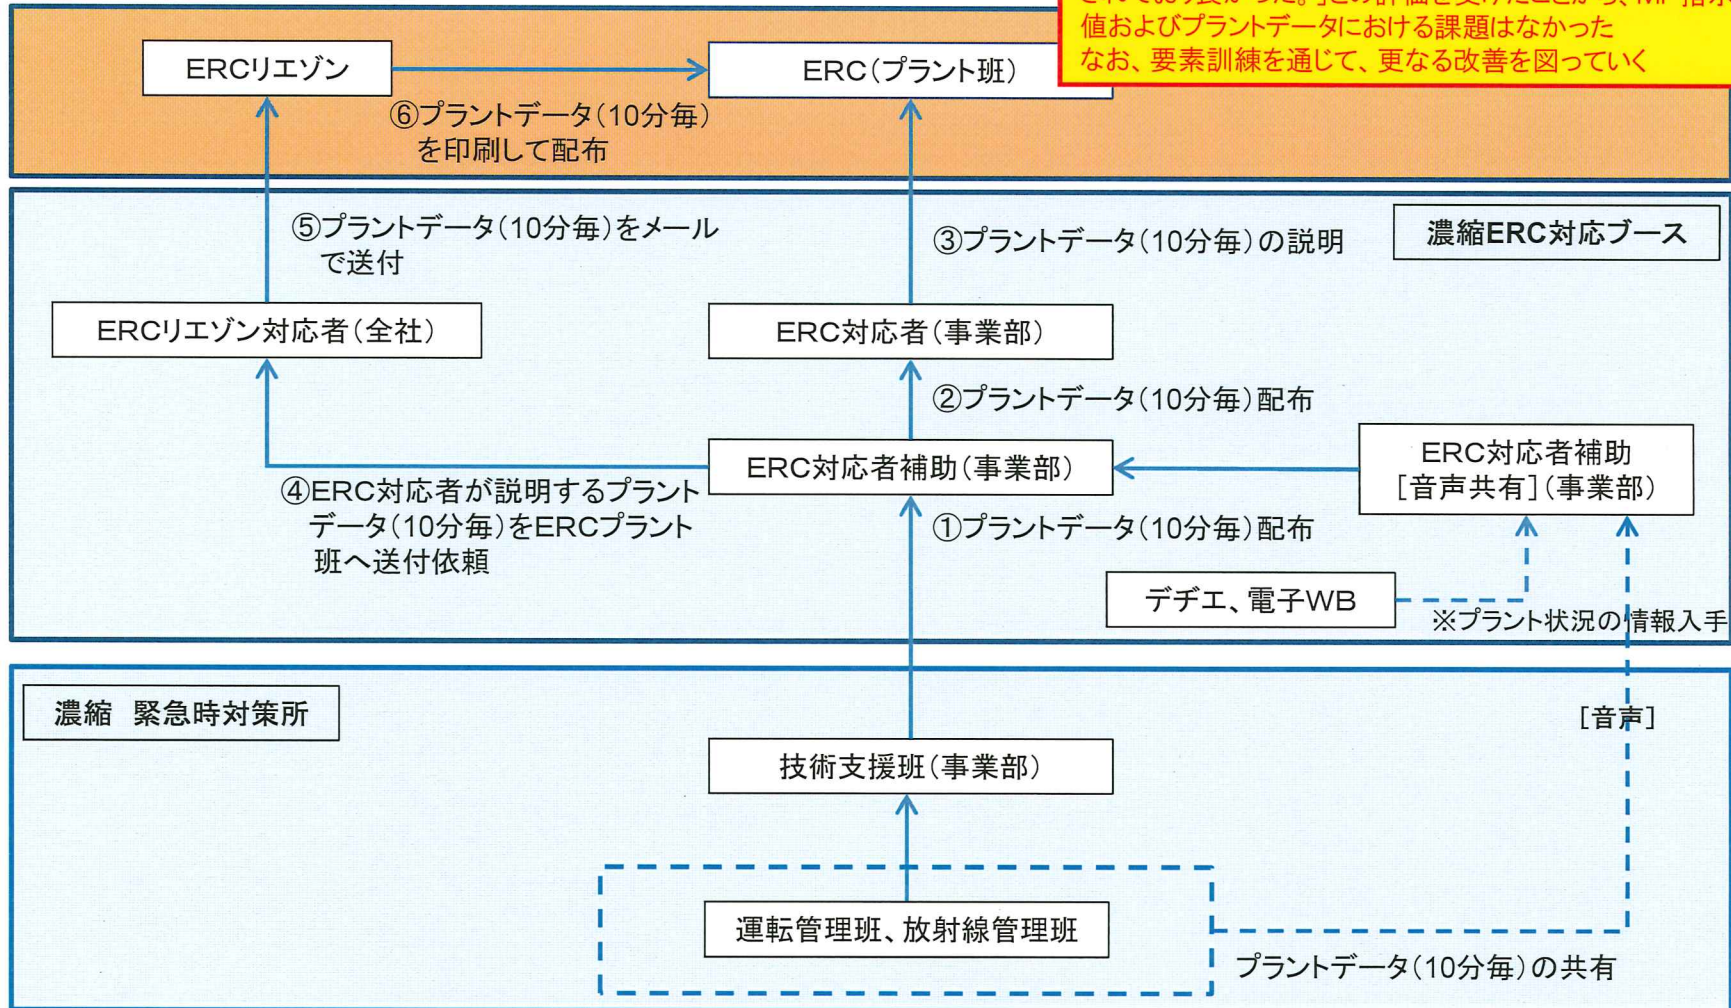 値およびプラントデータにおける課題はなかった
なお、要素訓練を通じて、更なる改善を図っていく
ERCリエゾン
ERC(プラント班)
⑥プラントデータ(10分毎)
を印刷して配布
⑤プラントデータ(10分毎)をメール
で送付
③プラントデータ(10分毎)の説明
濃縮ERC対応ブース
ERCリエゾン対応者(全社)
ERC対応者(事業部)
②プラントデータ(10分毎)配布
ERC対応者補助(事業部)
ERC対応者補助
[音声共有](事業部)
④ERC対応者が説明するプラント
データ(10分毎)をERCプラント
班へ送付依頼
①プラントデータ(10分毎)配布
デヂエ、電子WB
※プラント状況の情報入手
濃縮 緊急時対策所
[音声]
技術支援班(事業部)
運転管理班、放射線管理班
プラントデータ(10分毎)の共有